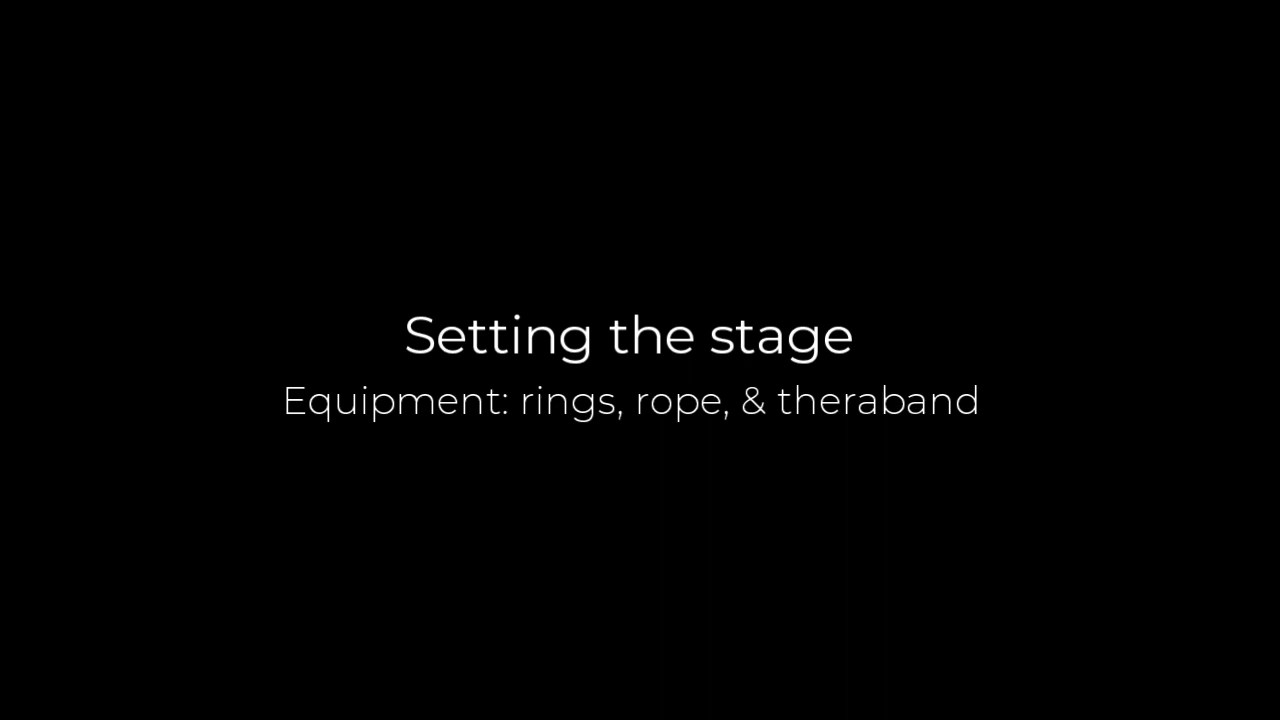 Setting the stage
Equipment: rings, rope, & theraband